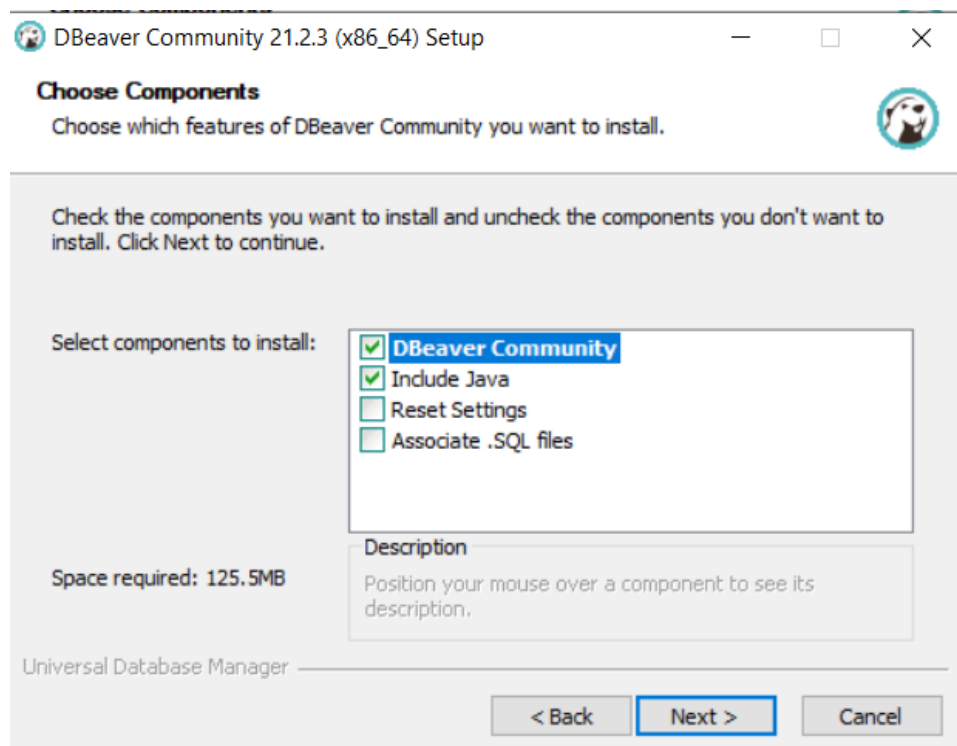 DBeaver Community 21.2.3 (x86_64) Setup
Choose Components
Choose which features of DBeaver Community you want to install.
Check the components you want to install and uncheck the components you don't want to
install. Click Next to continue.
Select components to install:
DBeaver Community
Include Java
Reset Settings
Associate .SQL files
Space required: 125.5MB
Description
Position your mouse over a component to see its
description.
Universal Database Manager
< Back
Next >
Cancel